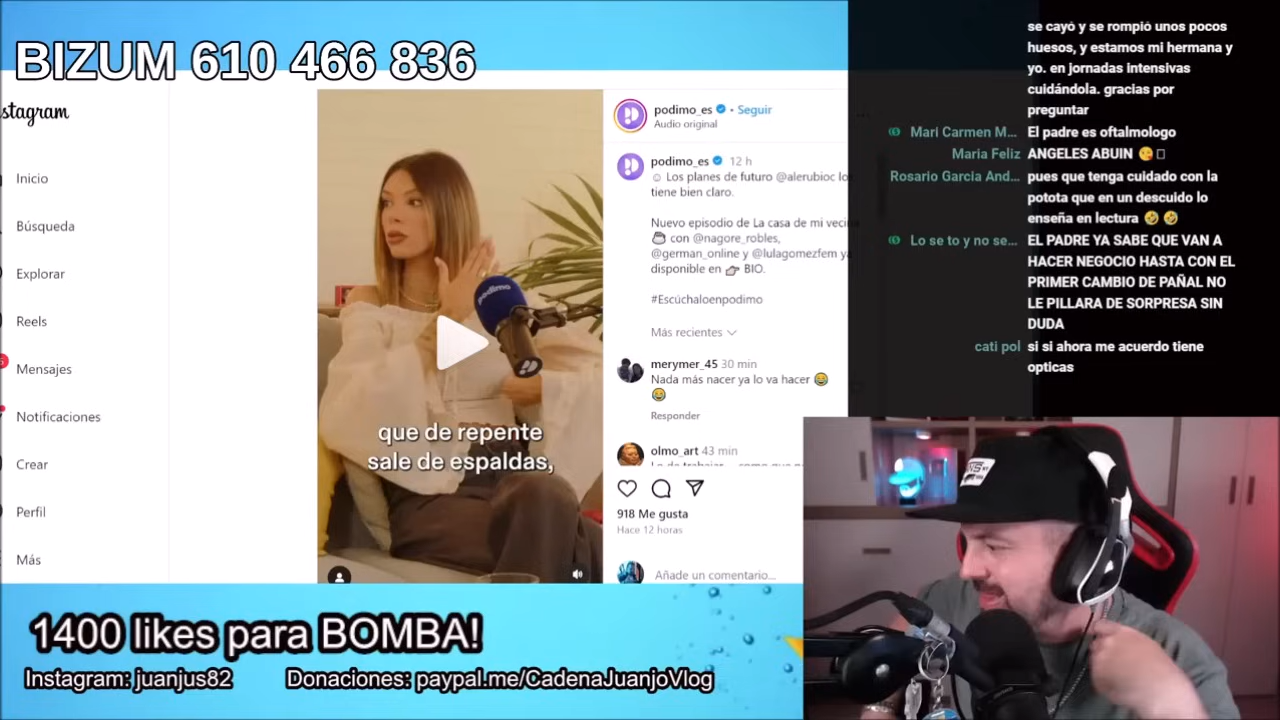 BIZUM 610 466 836
stagram
Inicio
Búsqueda
Explorar
Reels
Mensajes
Notificaciones
Crear
Perfil
Más
podimo
que de repente
sale de espaldas,
podimo_es • Seguir
Audio original
podimo_es 12 h
☺ Los planes de futuro @alerubioc lo
tiene bien claro.
Nuevo episodio de La casa de mi veci
con @nagore_robles,
@german_online y @lulagomezfem ya
disponible en 👉 BIO.
#Escúchaloenpodimo
Más recientes
merymer_45 30 min
Nada más nacer ya lo va hacer 😂
😂
Responder
olmo_art 43 min
918 Me gusta
Hace 12 horas
Añade un comentario...
se cayó y se rompió unos pocos
huesos, y estamos mi hermana y
yo. en jornadas intensivas
cuidándola. gracias por
preguntar
Mari Carmen M... El padre es oftalmologo
Maria Feliz ANGELES ABUIN 😘
Rosario Garcia And... pues que tenga cuidado con la
potota que en un descuido lo
enseña en lectura 🤣 🤣
Lo se to y no se... EL PADRE YA SABE QUE VAN A
HACER NEGOCIO HASTA CON EL
PRIMER CAMBIO DE PAÑAL NO
LE PILLARA DE SORPRESA SIN
DUDA
cati pol si si ahora me acuerdo tiene
opticas
1400 likes para BOMBA!
Instagram: juanjus82 Donaciones: paypal.me/CadenaJuanjoVlog